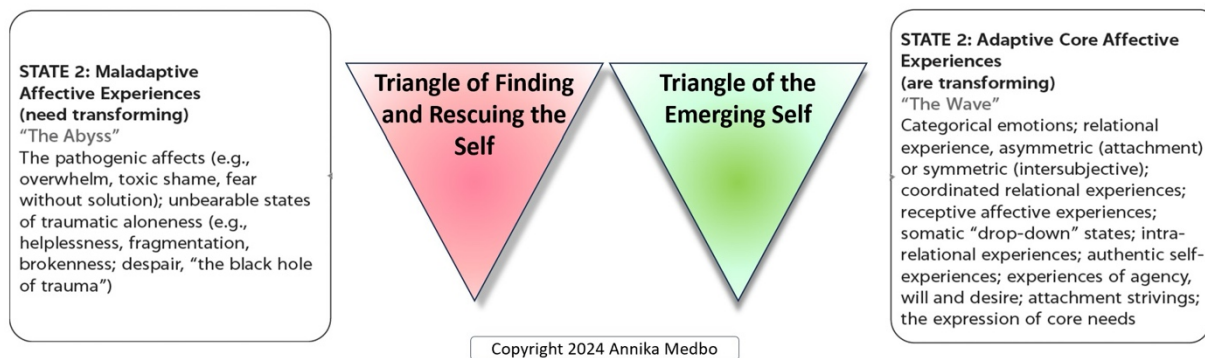 STATE 2: Maladaptive
Affective Experiences
(need transforming)
“The Abyss”
The pathogenic affects (e.g.,
overwhelm, toxic shame, fear
without solution); unbearable states
of traumatic aloneness (e.g.,
helplessness, fragmentation,
brokenness; despair, “the black hole
of trauma”)
Triangle of Finding
and Rescuing the
Self
Triangle of the
Emerging Self
STATE 2: Adaptive Core Affective
Experiences
(are transforming)
“The Wave”
Categorical emotions; relational
experience, asymmetric (attachment)
or symmetric (intersubjective);
coordinated relational experiences;
receptive affective experiences;
somatic “drop-down” states; intra-
relational experiences; authentic self-
experiences; experiences of agency,
will and desire; attachment strivings;
the expression of core needs
Copyright 2024 Annika Medbo